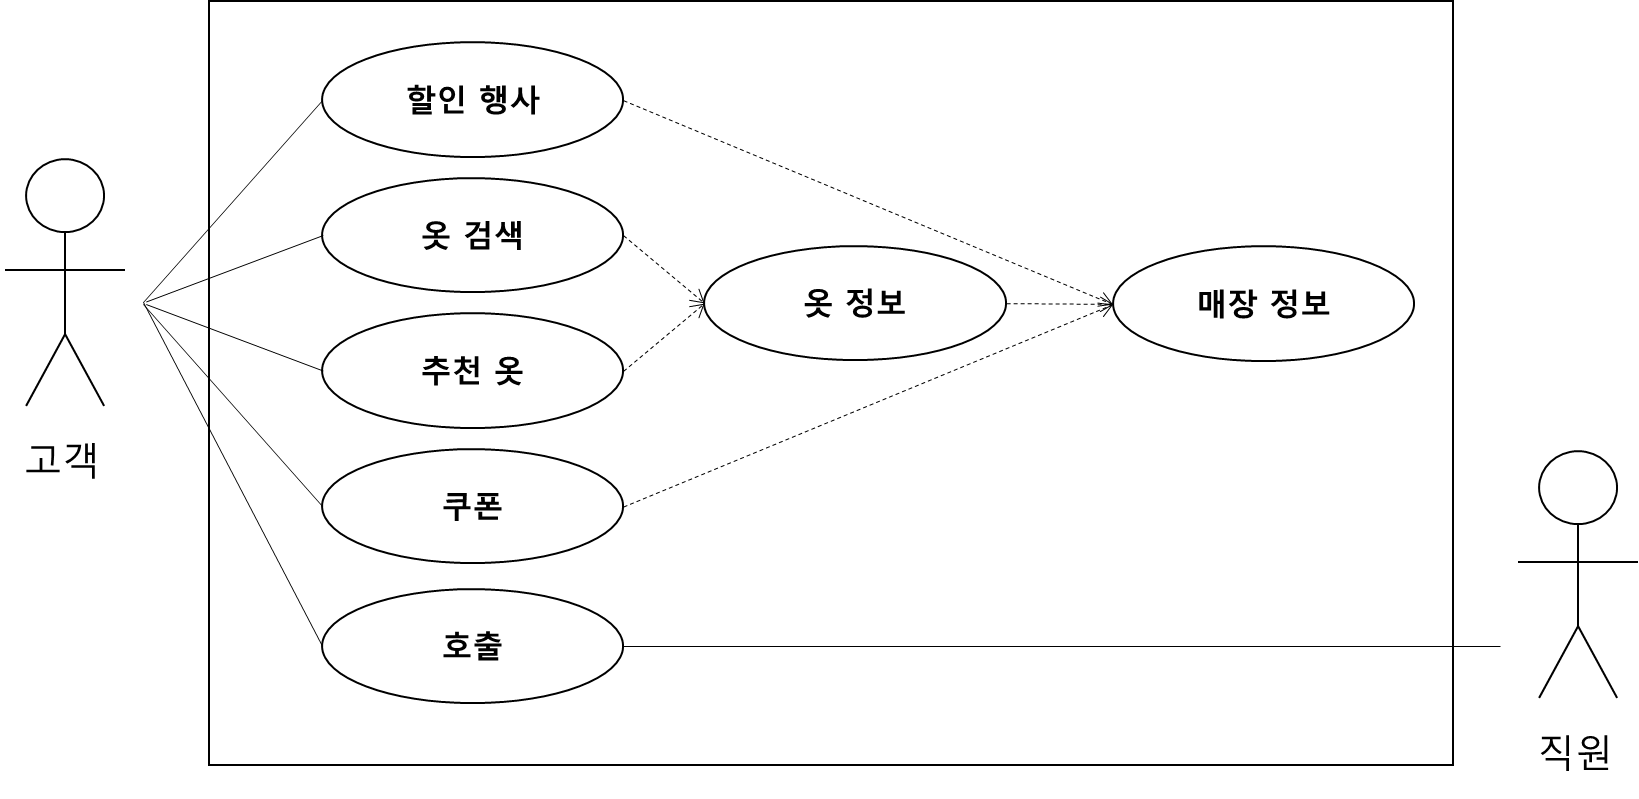 할인 행사
옷 검색
옷 정보
매장 정보
추천 옷
고객
쿠폰
호출
직원